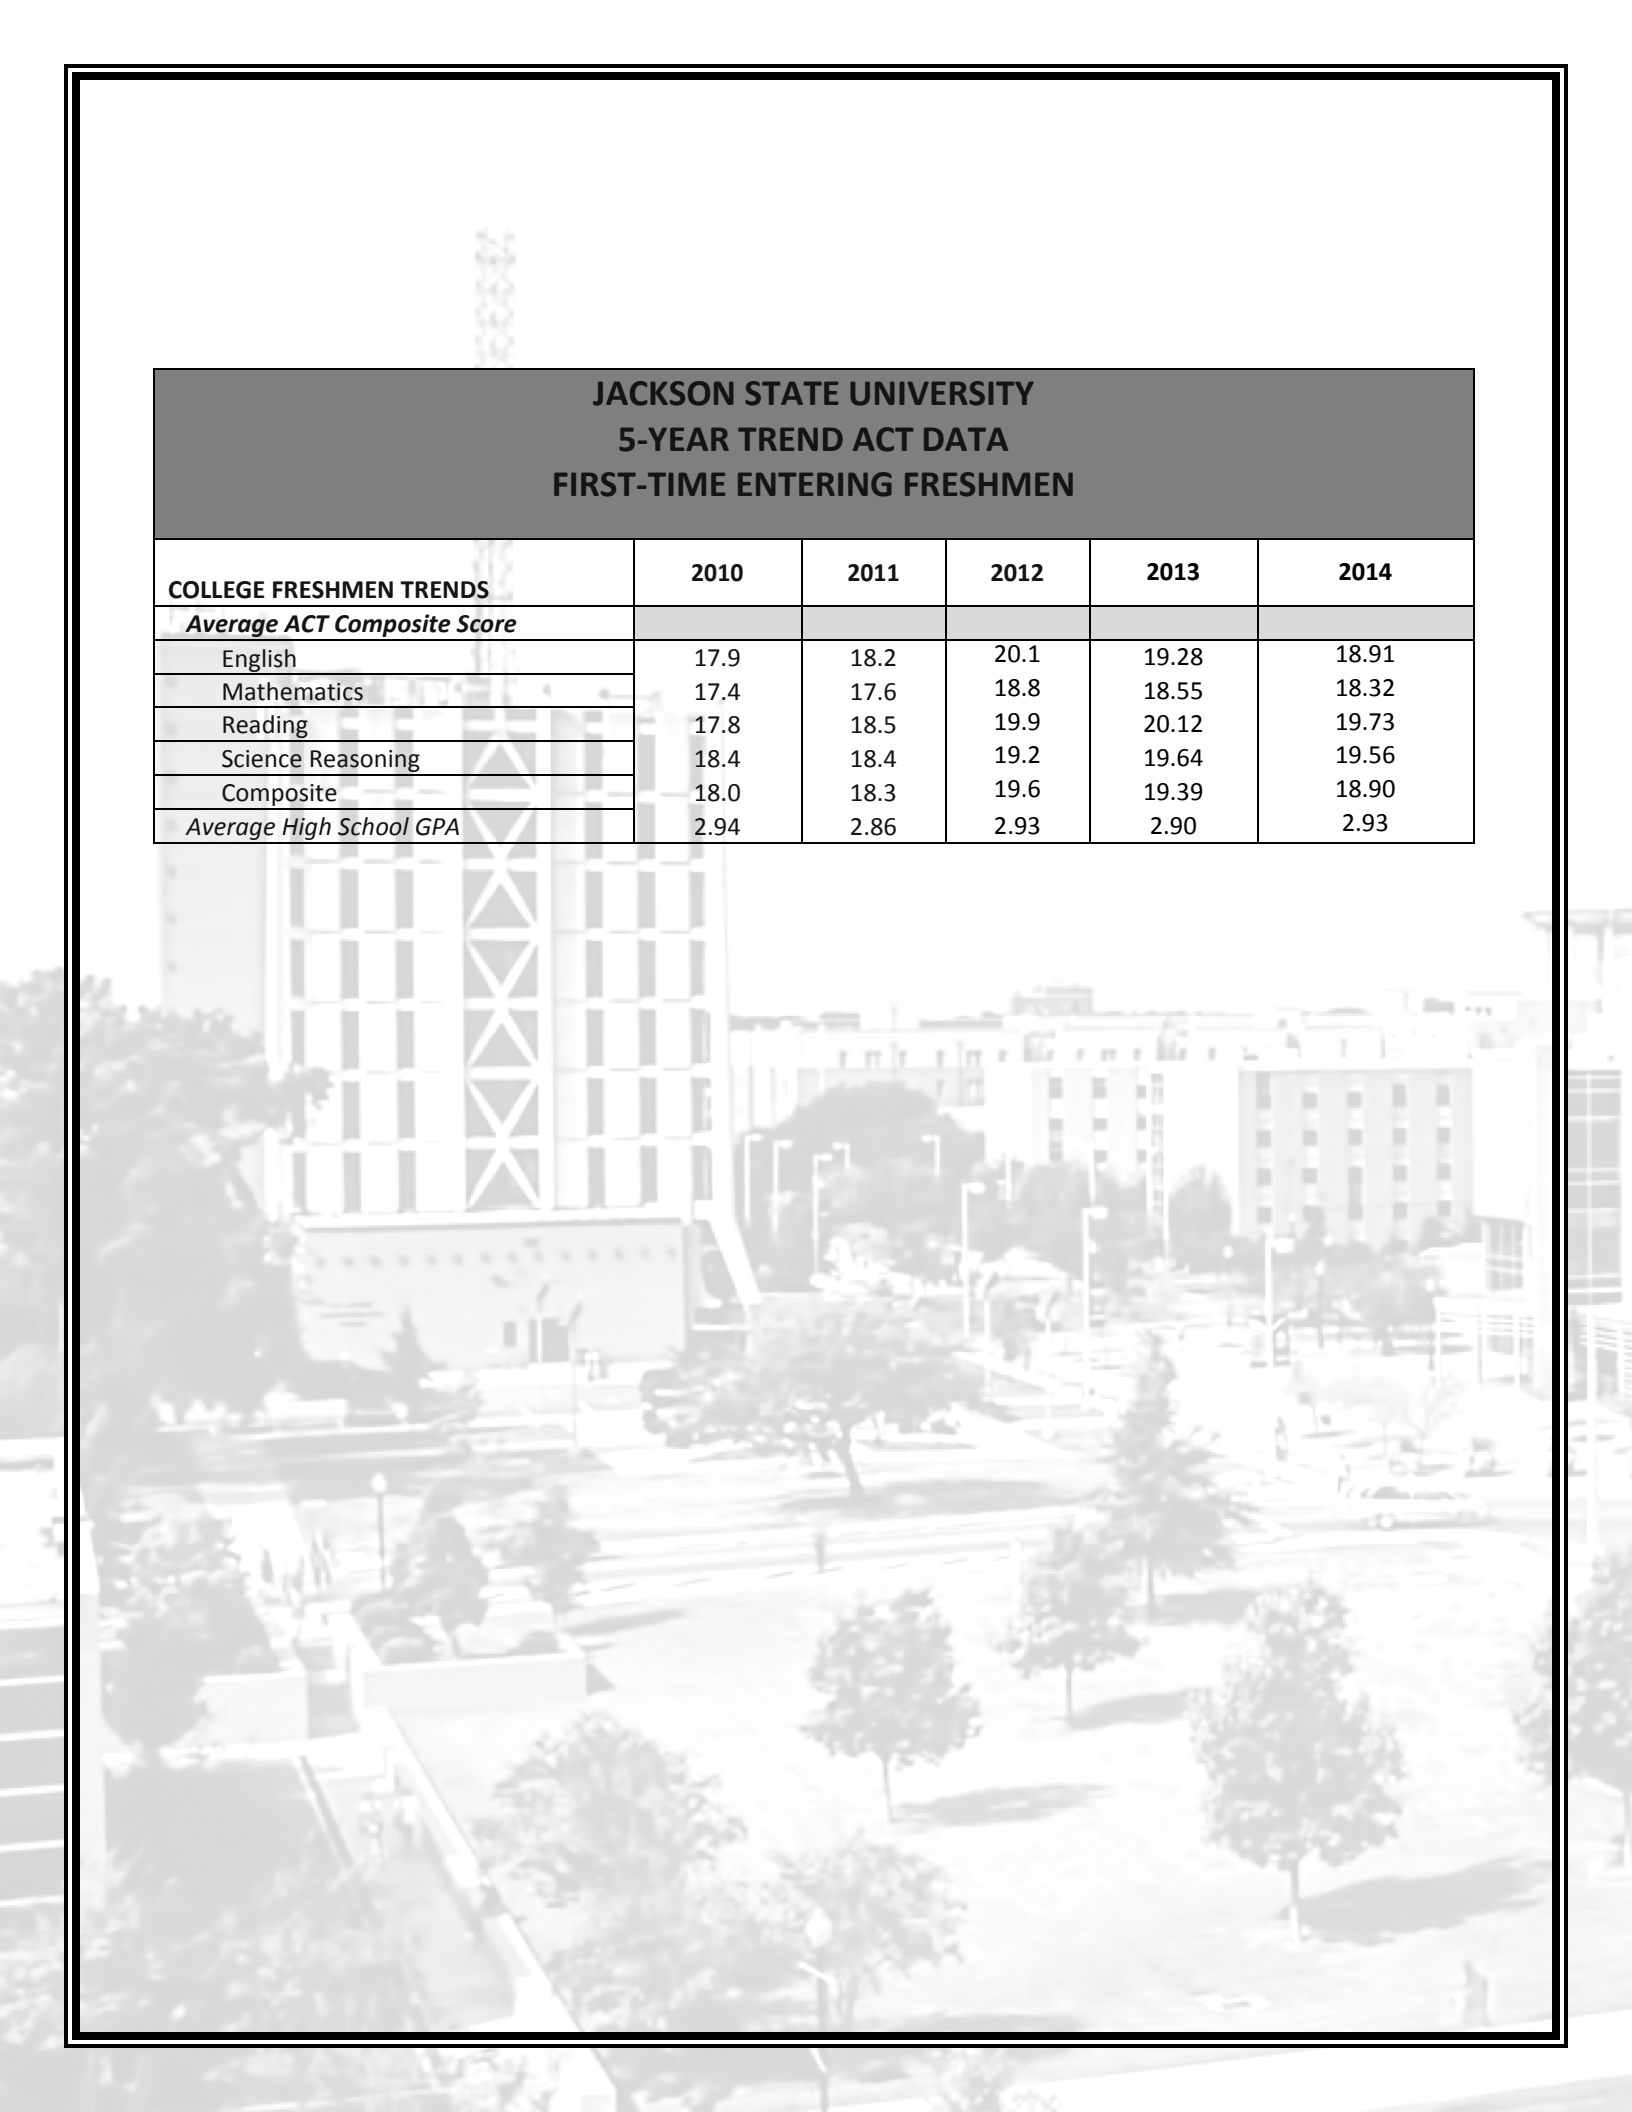 JACKSON STATE UNIVERSITY
5-YEAR TREND ACT DATA
FIRST-TIME ENTERING FRESHMEN
COLLEGE FRESHMEN TRENDS 2010 2011 2012 2013 2014
Average ACT Composite Score
English 17.9 18.2 20.1 19.28 18.91
Mathematics 17.4 17.6 18.8 18.55 18.32
Reading 17.8 18.5 19.9 20.12 19.73
Science Reasoning 18.4 18.4 19.2 19.64 19.56
Composite 18.0 18.3 19.6 19.39 18.90
Average High School GPA 2.94 2.86 2.93 2.90 2.93